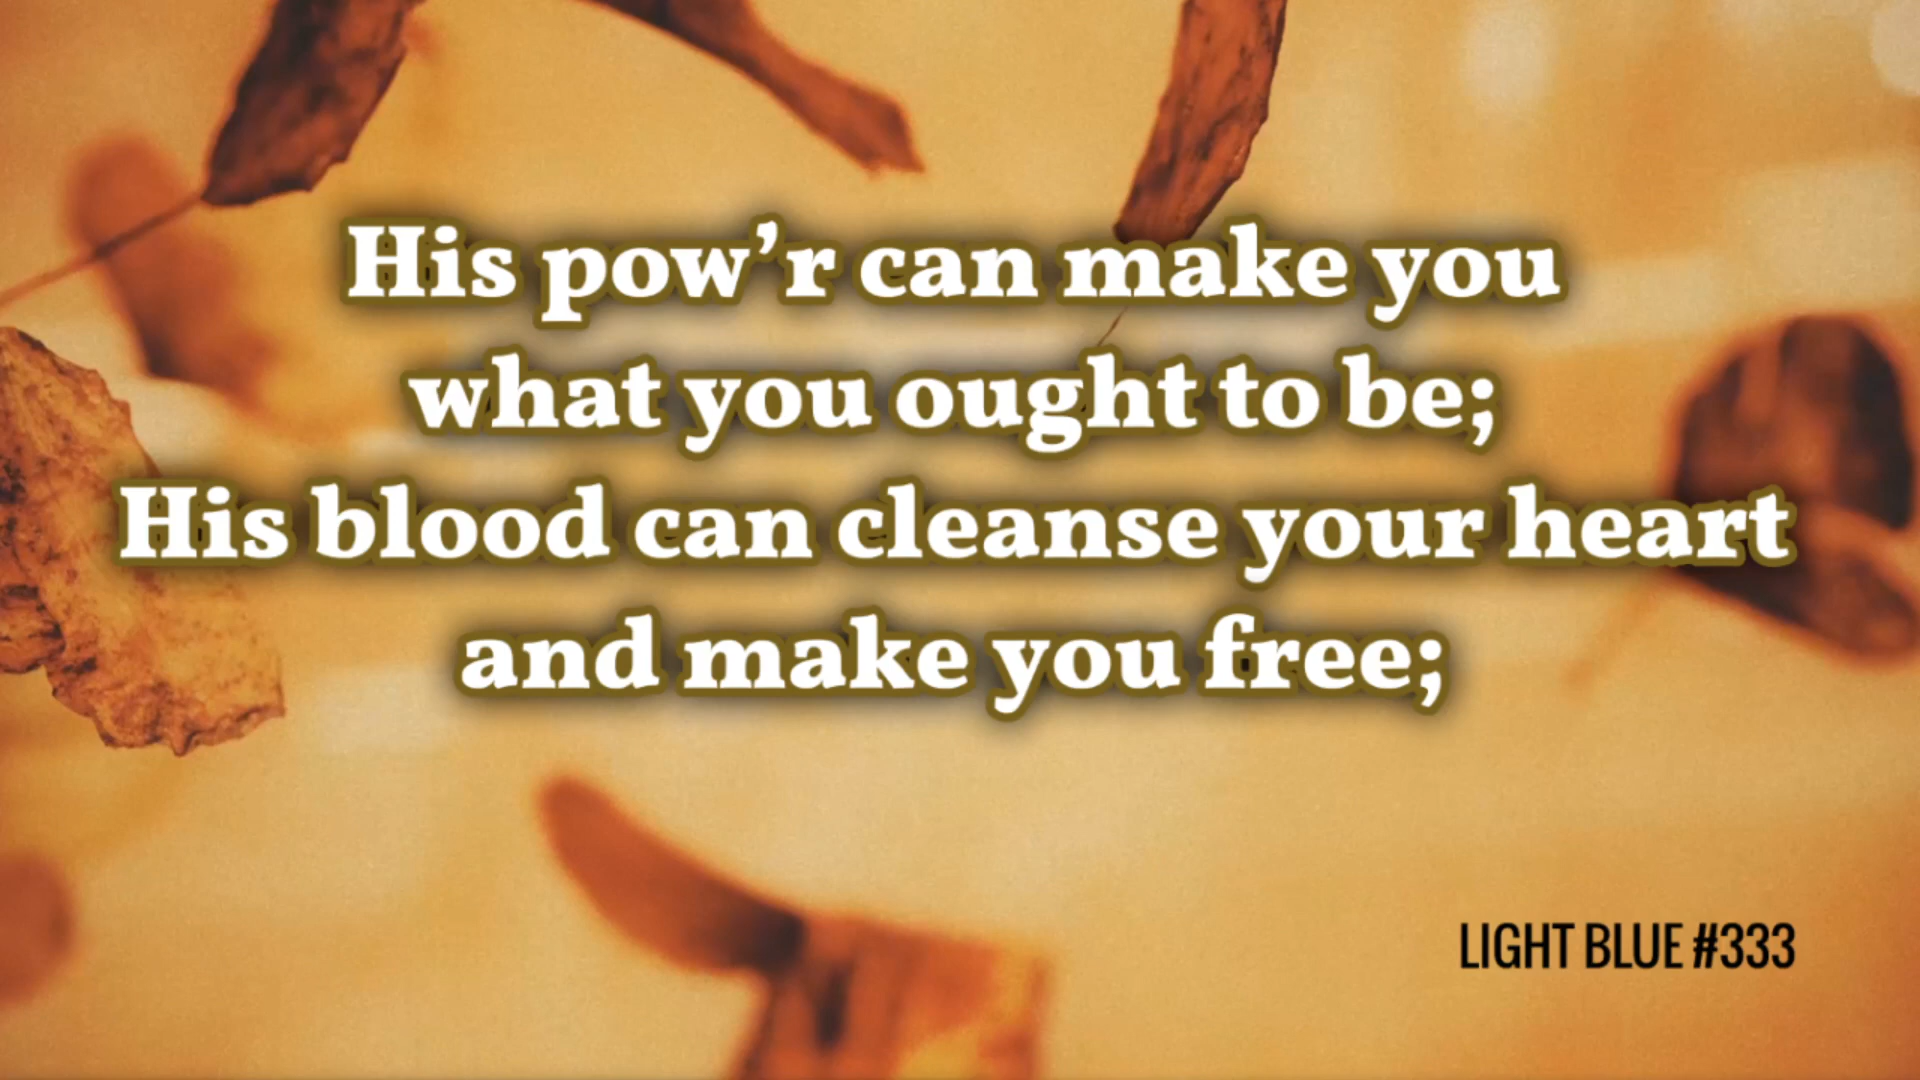 His pow’r can make you
what you ought to be;
His blood can cleanse your heart
and make you free;
LIGHT BLUE #333